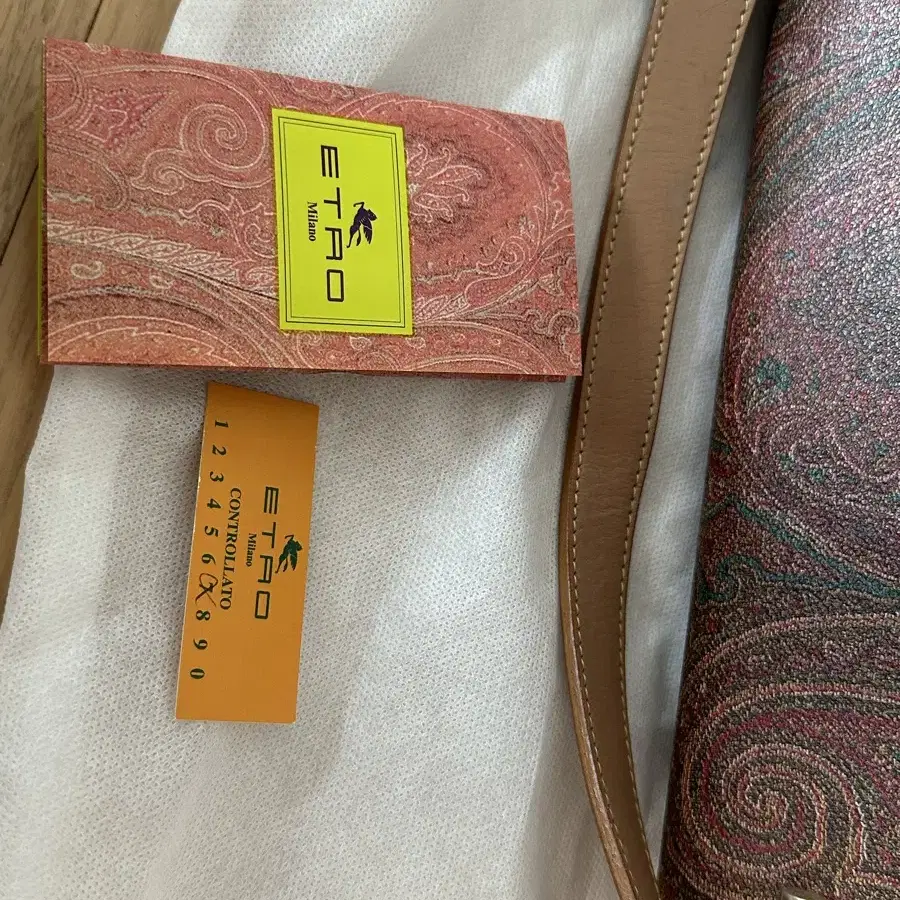 ETRO
Milano
ETRO
Milano
CONTROLLATO
1 2 3 4 5 6 7 8 9 0